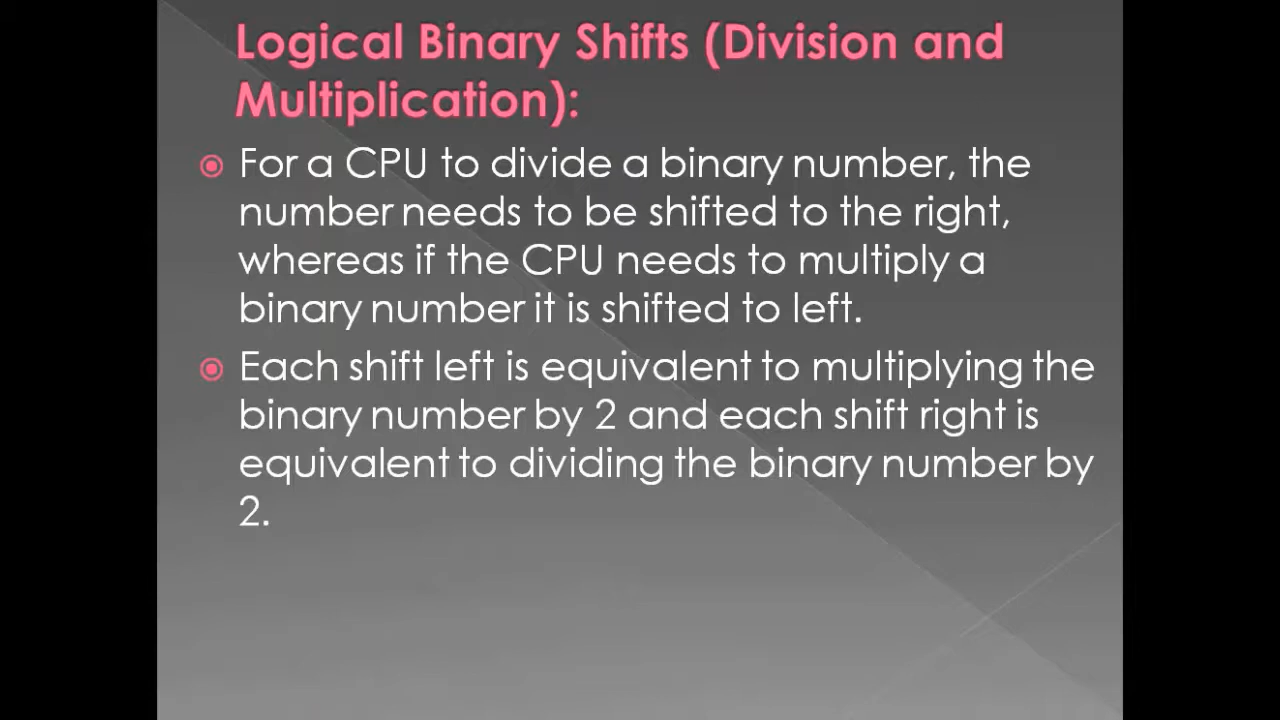 Logical Binary Shifts (Division and
Multiplication):
For a CPU to divide a binary number, the
number needs to be shifted to the right,
whereas if the CPU needs to multiply a
binary number it is shifted to left.
Each shift left is equivalent to multiplying the
binary number by 2 and each shift right is
equivalent to dividing the binary number by
2.